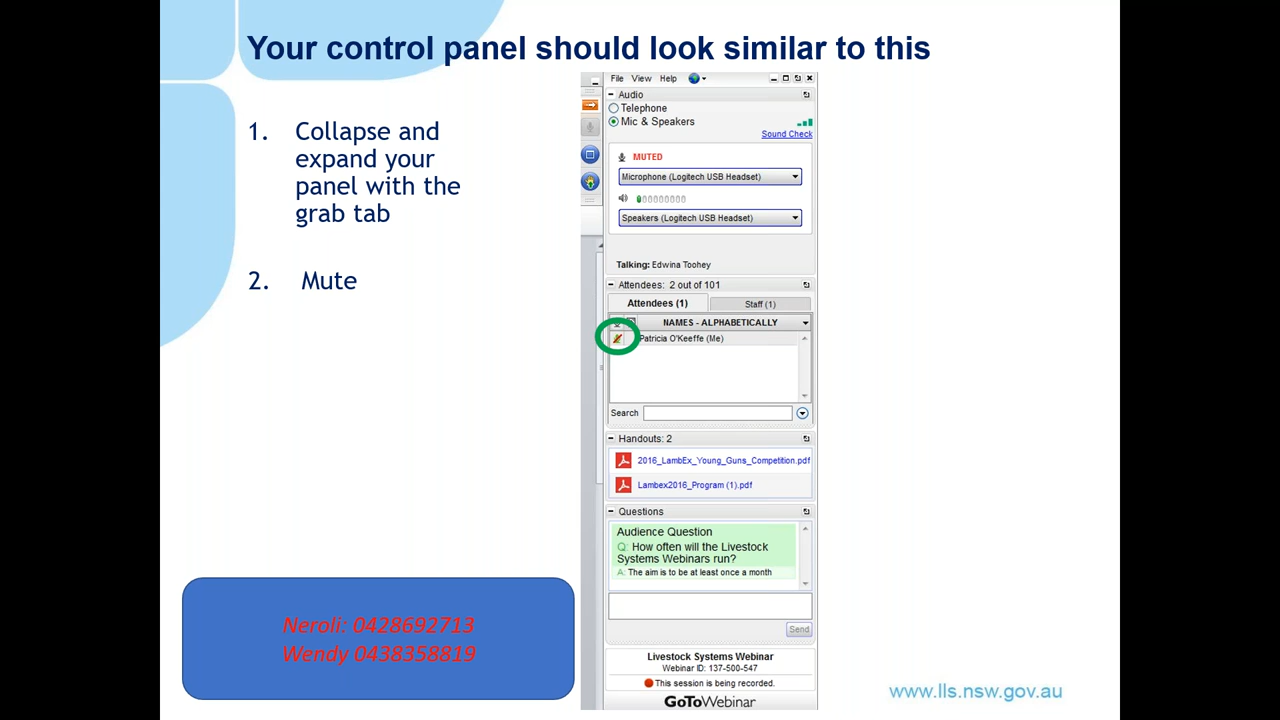 Your control panel should look similar to this
1. Collapse and
expand your
panel with the
grab tab
2. Mute
File View Help
Audio
Telephone
Mic & Speakers
Sound Check
MUTED
Microphone (Logitech USB Headset)
Speakers (Logitech USB Headset)
Talking: Edwina Toohey
Attendees: 2 out of 101
Attendees (1) Staff (1)
NAMES - ALPHABETICALLY
Patricia O'Keeffe (Me)
Search
Handouts: 2
2016_LambEx_Young_Guns_Competition.pdf
Lambex2016_Program (1).pdf
Questions
Audience Question
Q: How often will the Livestock
Systems Webinars run?
A: The aim is to be at least once a month
Send
Livestock Systems Webinar
Webinar ID: 137-500-547
This session is being recorded.
GoToWebinar
Neroli: 0428692713
Wendy 0438358819
www.lls.nsw.gov.au